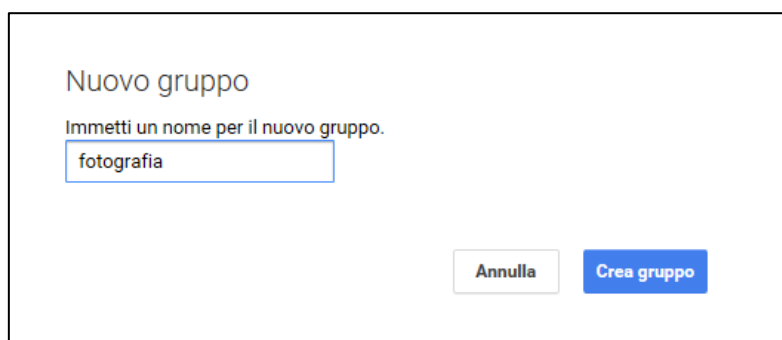 Nuovo gruppo
Immetti un nome per il nuovo gruppo.
fotografia
Annulla
Crea gruppo